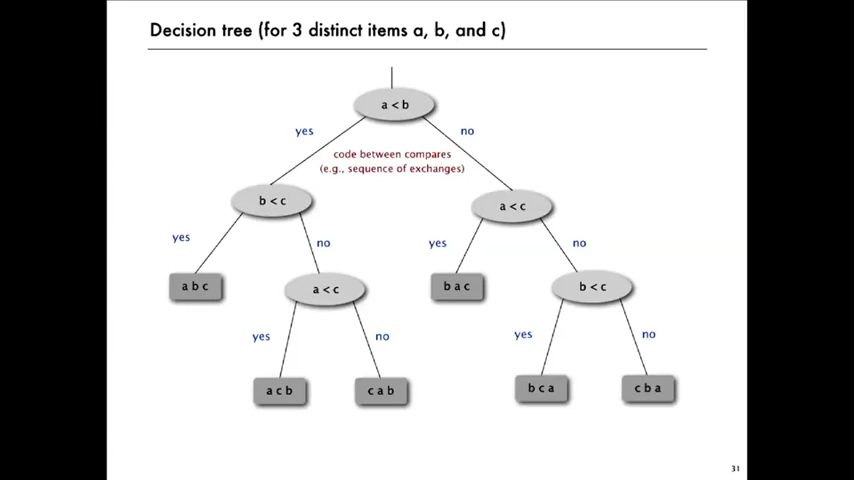 Decision tree (for 3 distinct items a, b, and c)
a < b
yes
no
code between compares
(e.g., sequence of exchanges)
b < c
a < c
yes
no
yes
no
a b c
a < c
b a c
b < c
yes
no
yes
no
a c b
c a b
b c a
c b a
31